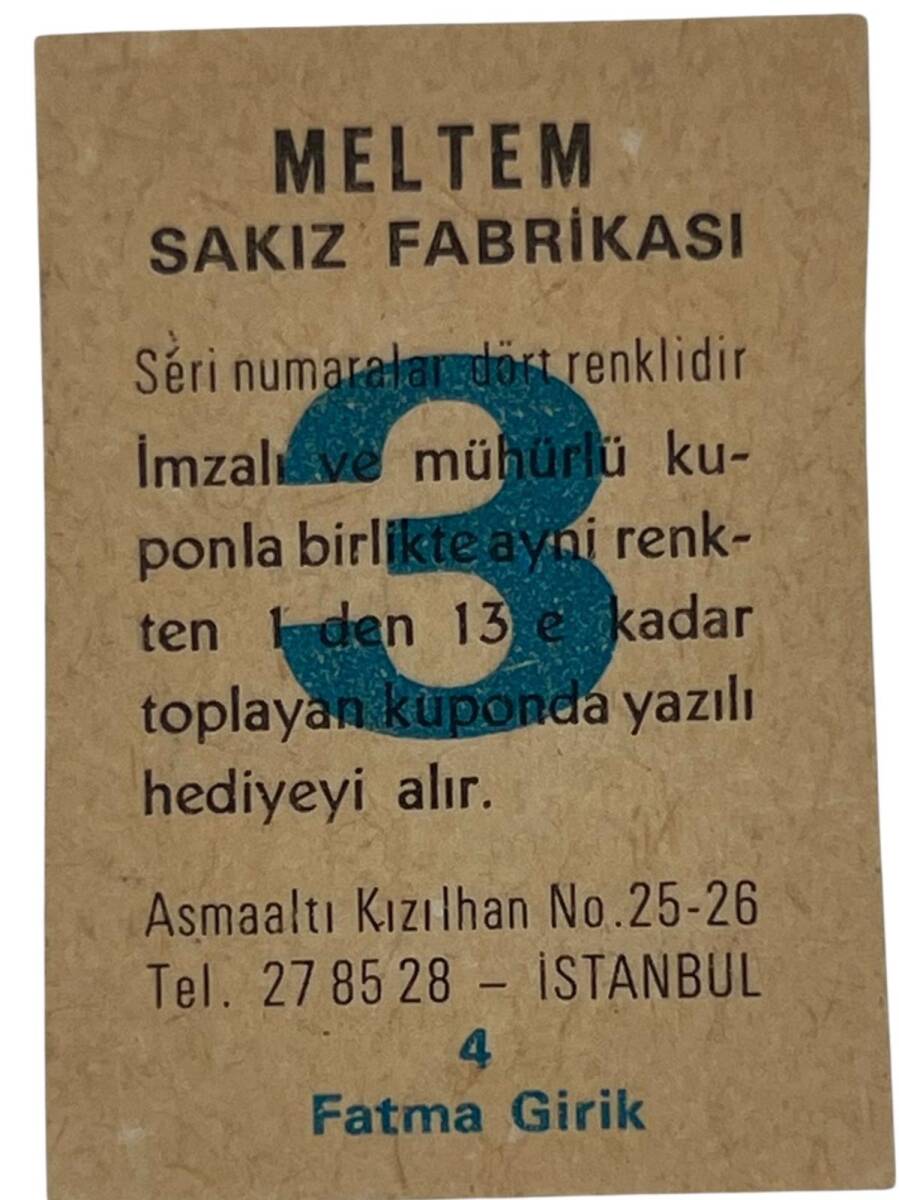 MELTEM
SAKIZ FABRİKASI
Séri numaralar dört renklidir
İmzalı ve mühürlü ku-
ponla birlikte ayni renk-
ten 1 den 13 e kadar
toplayan kuponda yazılı
hediyeyi alır.
3
Asmaaltı Kızılhan No.25-26
Tel. 27 85 28 – İSTANBUL
4
Fatma Girik